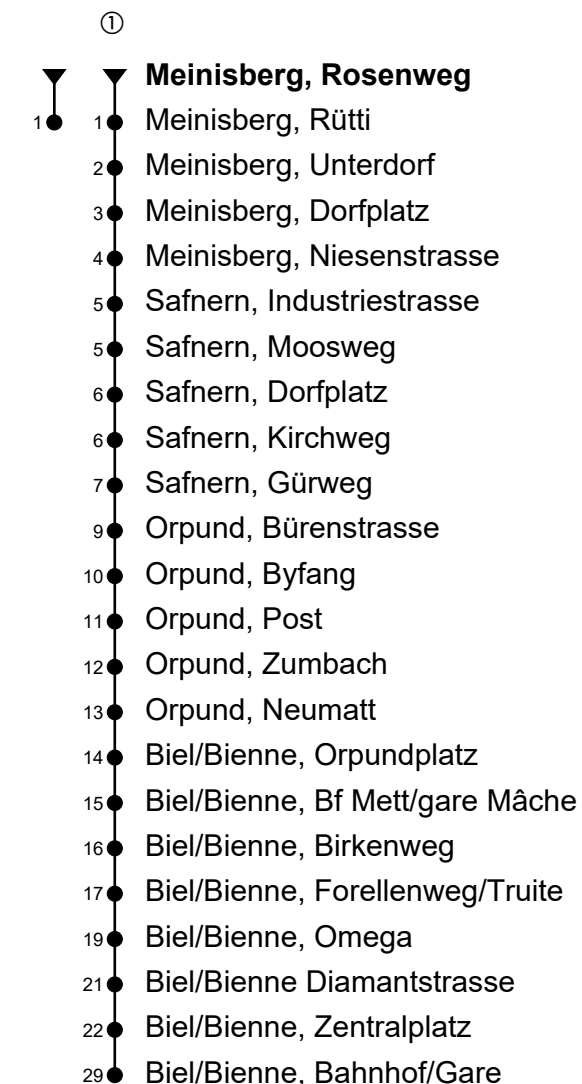 ①
Meinisberg, Rosenweg
1 1 Meinisberg, Rütti
2 Meinisberg, Unterdorf
3 Meinisberg, Dorfplatz
4 Meinisberg, Niesenstrasse
5 Safnern, Industriestrasse
5 Safnern, Moosweg
6 Safnern, Dorfplatz
6 Safnern, Kirchweg
7 Safnern, Gürweg
9 Orpund, Bürenstrasse
10 Orpund, Byfang
11 Orpund, Post
12 Orpund, Zumbach
13 Orpund, Neumatt
14 Biel/Bienne, Orpundplatz
15 Biel/Bienne, Bf Mett/gare Mâche
16 Biel/Bienne, Birkenweg
17 Biel/Bienne, Forellenweg/Truite
19 Biel/Bienne, Omega
21 Biel/Bienne Diamantstrasse
22 Biel/Bienne, Zentralplatz
29 Biel/Bienne, Bahnhof/Gare